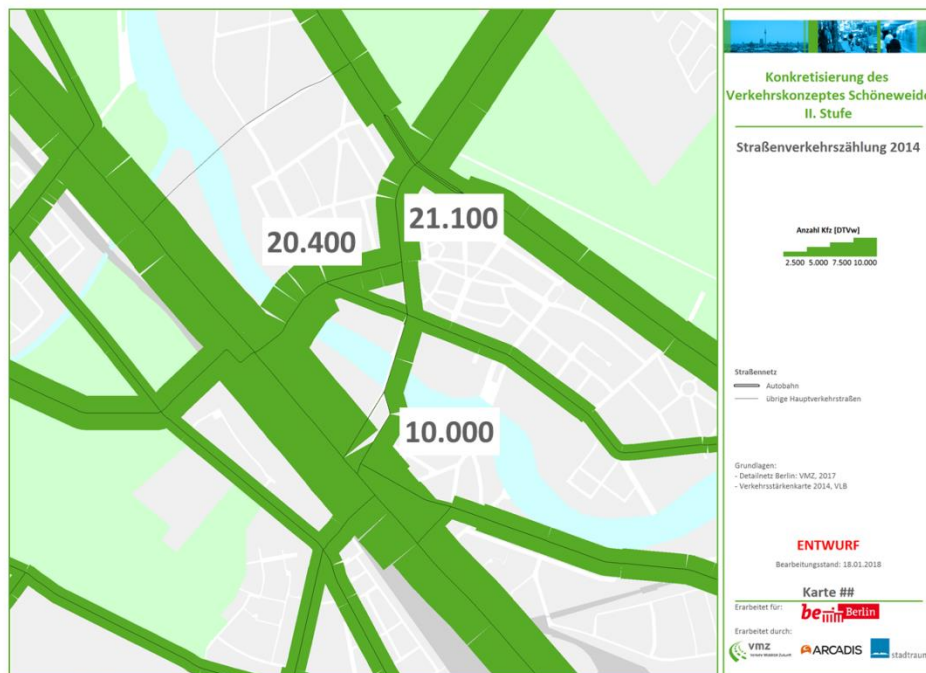 21.100
20.400
10.000
Konkretisierung des
Verkehrskonzeptes Schöneweide
II. Stufe
Straßenverkehrszählung 2014
Anzahl Kfz [DTVw]
2.500 5.000 7.500 10.000
Straßennetz
Autobahn
übrige Hauptverkehrstraßen
Grundlagen:
- Detailnetz Berlin: VMZ, 2017
- Verkehrsstärkenkarte 2014, VLB
ENTWURF
Bearbeitungsstand: 18.01.2018
Karte ##
Erarbeitet für:
be Berlin
Erarbeitet durch:
vmz
ARCADIS
stadtraum